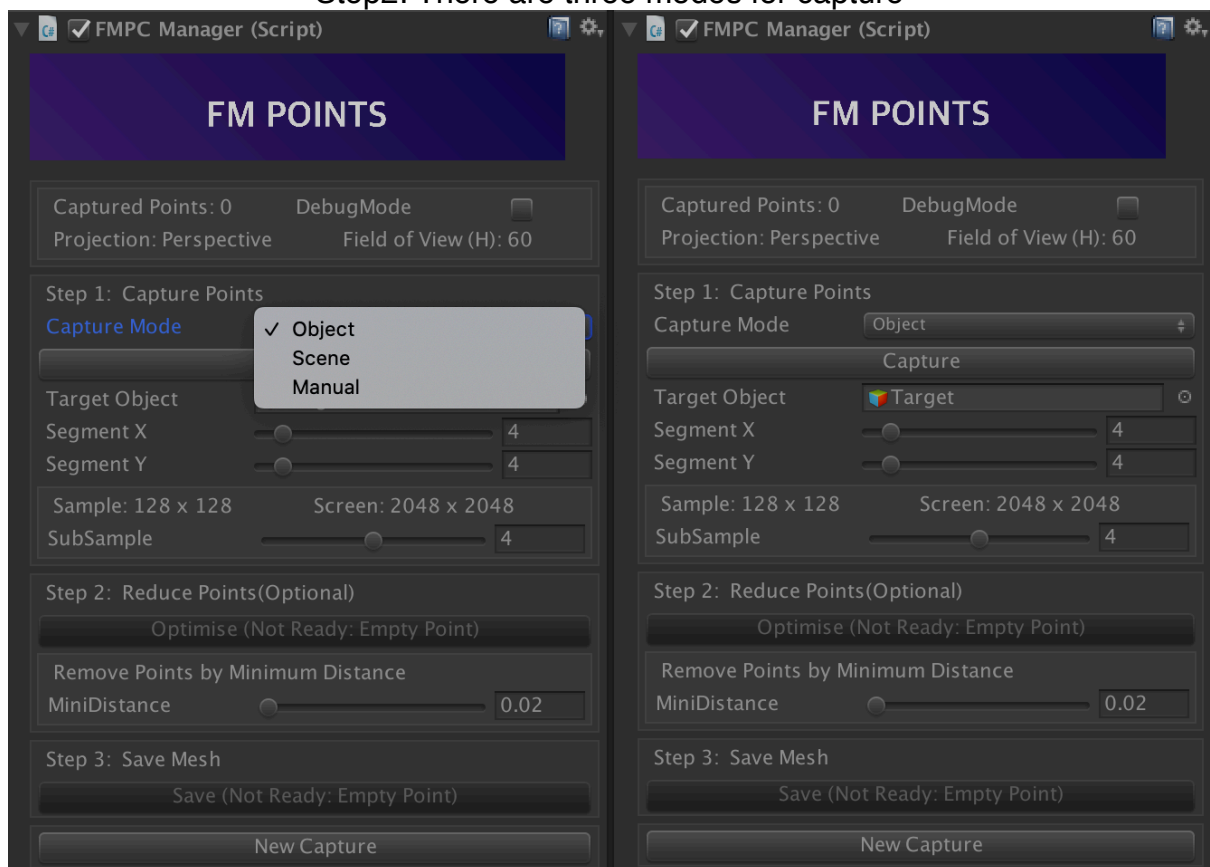 Step2. There are three modes for capture
FMPC Manager (Script)
FM POINTS
Captured Points: 0 DebugMode
Projection: Perspective Field of View (H): 60
Step 1: Capture Points
Capture Mode
✓ Object
Scene
Manual
Target Object
Segment X 4
Segment Y 4
Sample: 128 x 128 Screen: 2048 x 2048
SubSample 4
Step 2: Reduce Points(Optional)
Optimise (Not Ready: Empty Point)
Remove Points by Minimum Distance
MiniDistance 0.02
Step 3: Save Mesh
Save (Not Ready: Empty Point)
New Capture
FMPC Manager (Script)
FM POINTS
Captured Points: 0 DebugMode
Projection: Perspective Field of View (H): 60
Step 1: Capture Points
Capture Mode Object
Capture
Target Object Target
Segment X 4
Segment Y 4
Sample: 128 x 128 Screen: 2048 x 2048
SubSample 4
Step 2: Reduce Points(Optional)
Optimise (Not Ready: Empty Point)
Remove Points by Minimum Distance
MiniDistance 0.02
Step 3: Save Mesh
Save (Not Ready: Empty Point)
New Capture